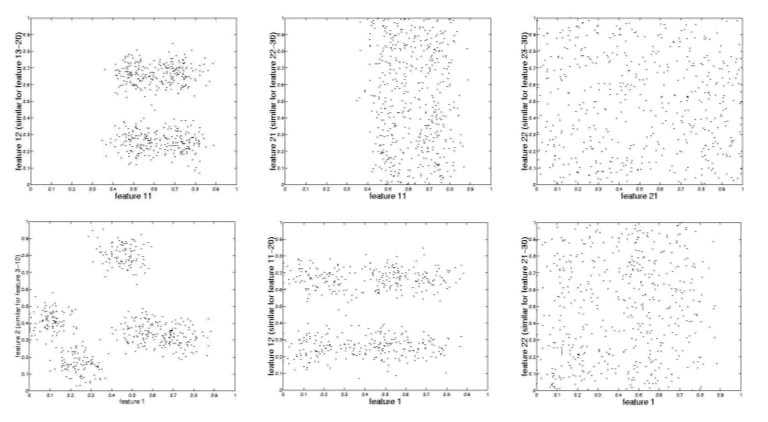 feature 12 (similar for feature 13−20)
feature 11
feature 21 (similar for feature 22−30)
feature 11
feature 22 (similar for feature 23−30)
feature 21
feature 2 (similar for feature 3−10)
feature 1
feature 12 (similar for feature 11−20)
feature 1
feature 22 (similar for feature 21−30)
feature 1